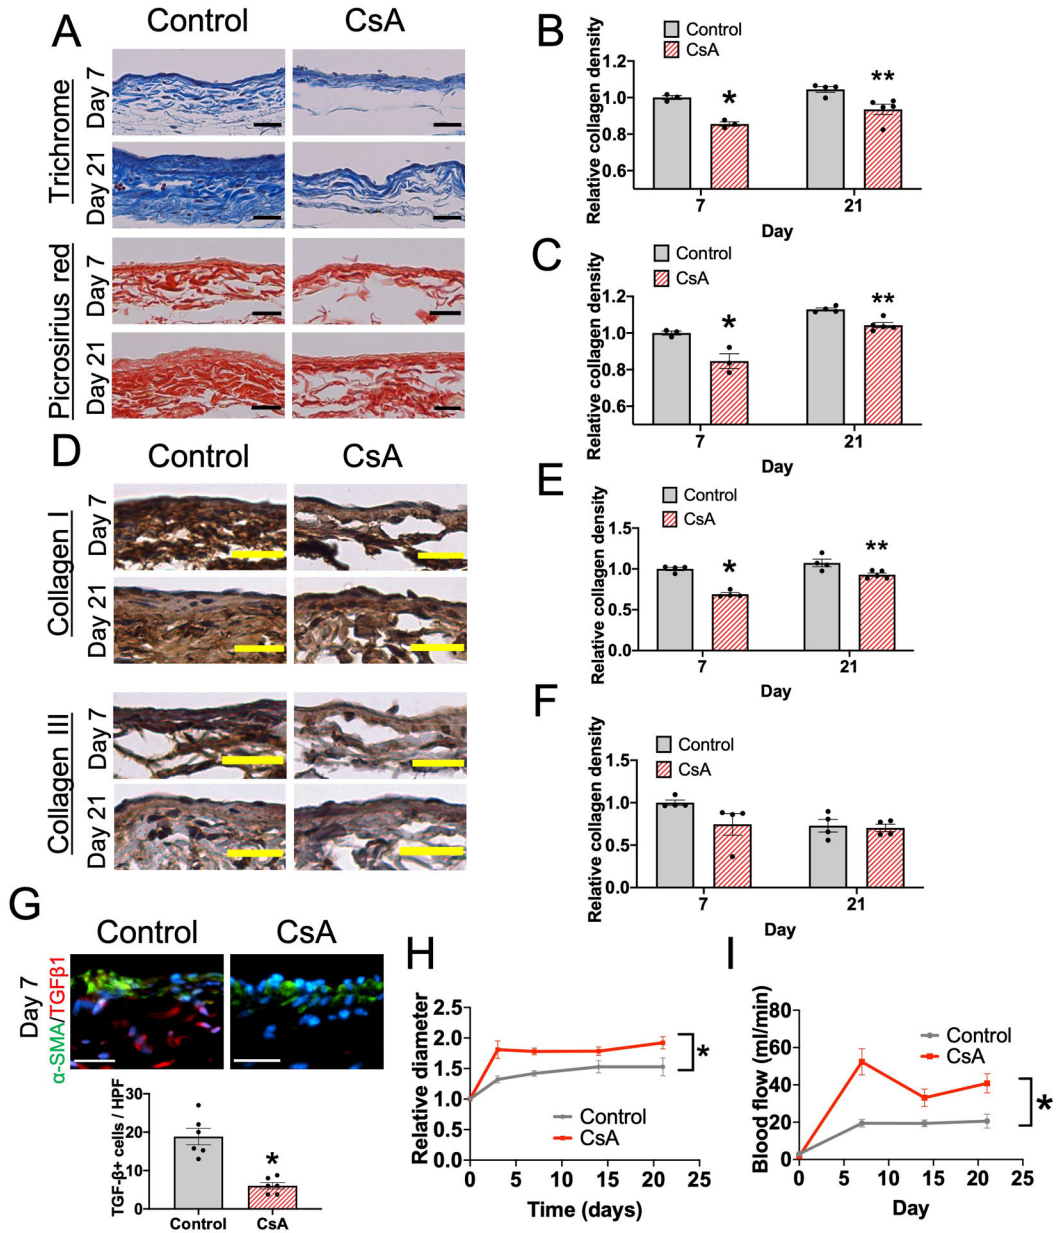 A
Control
CsA
Trichrome
Day 7
Day 21
Picrosirius red
Day 7
Day 21
B
Control
CsA
Relative collagen density
1.2
1.0
0.8
0.6
*
**
7
21
Day
C
Control
CsA
Relative collagen density
1.2
1.0
0.8
0.6
*
**
7
21
Day
D
Control
CsA
Collagen I
Day 7
Day 21
Collagen III
Day 7
Day 21
E
Control
CsA
Relative collagen density
1.5
1.0
0.5
0.0
*
**
7
21
Day
F
Control
CsA
Relative collagen density
1.5
1.0
0.5
0.0
7
21
Day
G
Control
CsA
Day 7
α-SMA/TGFβ1
TGF-β+ cells / HPF
30
20
10
0
*
Control
CsA
H
Relative diameter
2.5
2.0
1.5
1.0
0.5
0.0
*
Control
CsA
0 5 10 15 20 25
Time (days)
I
Blood flow (ml/min)
80
60
40
20
0
Control
CsA
*
0 5 10 15 20 25
Day